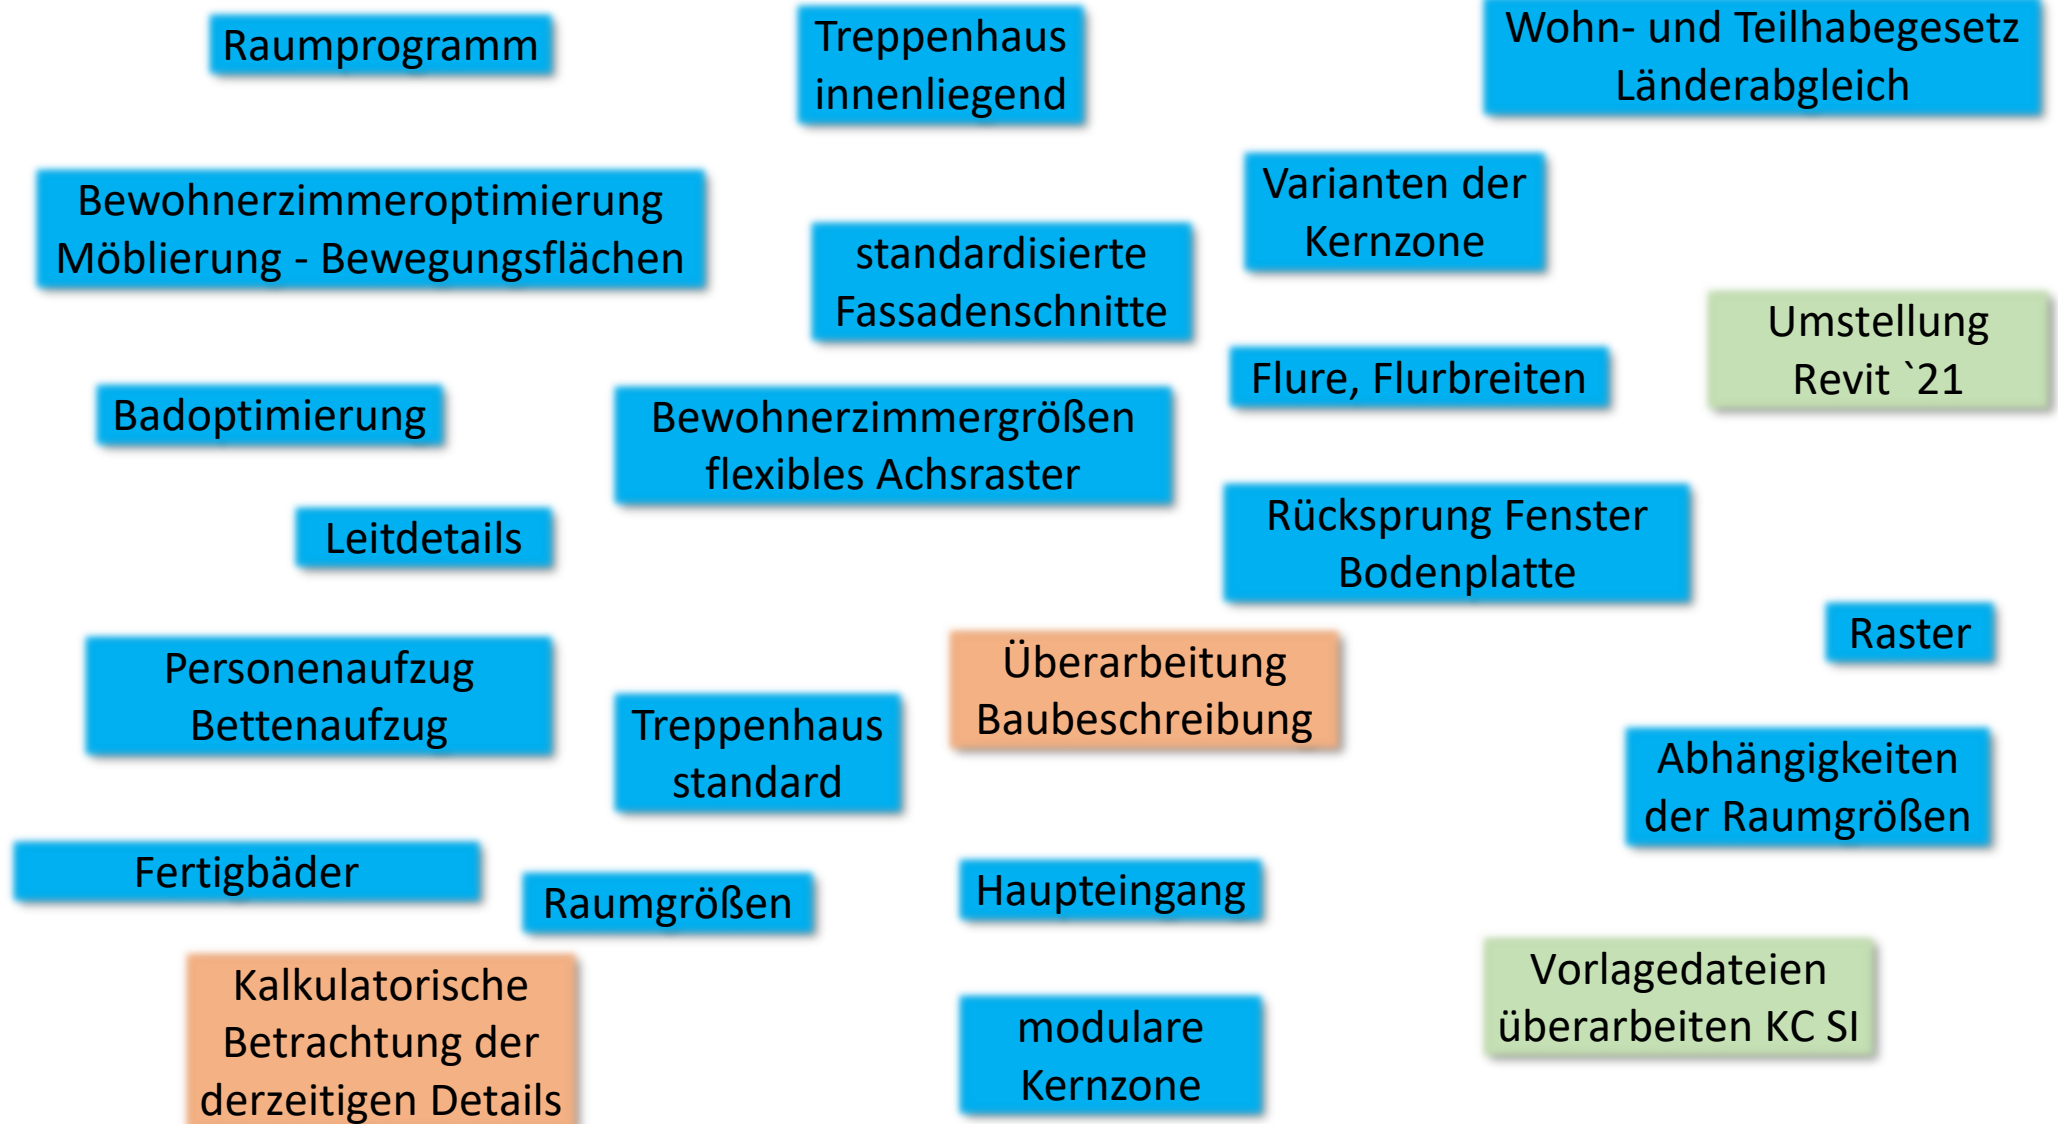 Raumprogramm
Treppenhaus
innenliegend
Wohn- und Teilhabegesetz
Länderabgleich
Bewohnerzimmeroptimierung
Möblierung - Bewegungsflächen
standardisierte
Fassadenschnitte
Varianten der
Kernzone
Umstellung
Revit `21
Flure, Flurbreiten
Badoptimierung
Bewohnerzimmergrößen
flexibles Achsraster
Leitdetails
Rücksprung Fenster
Bodenplatte
Raster
Personenaufzug
Bettenaufzug
Treppenhaus
standard
Überarbeitung
Baubeschreibung
Abhängigkeiten
der Raumgrößen
Fertigbäder
Raumgrößen
Haupteingang
Kalkulatorische
Betrachtung der
derzeitigen Details
modulare
Kernzone
Vorlagedateien
überarbeiten KC SI